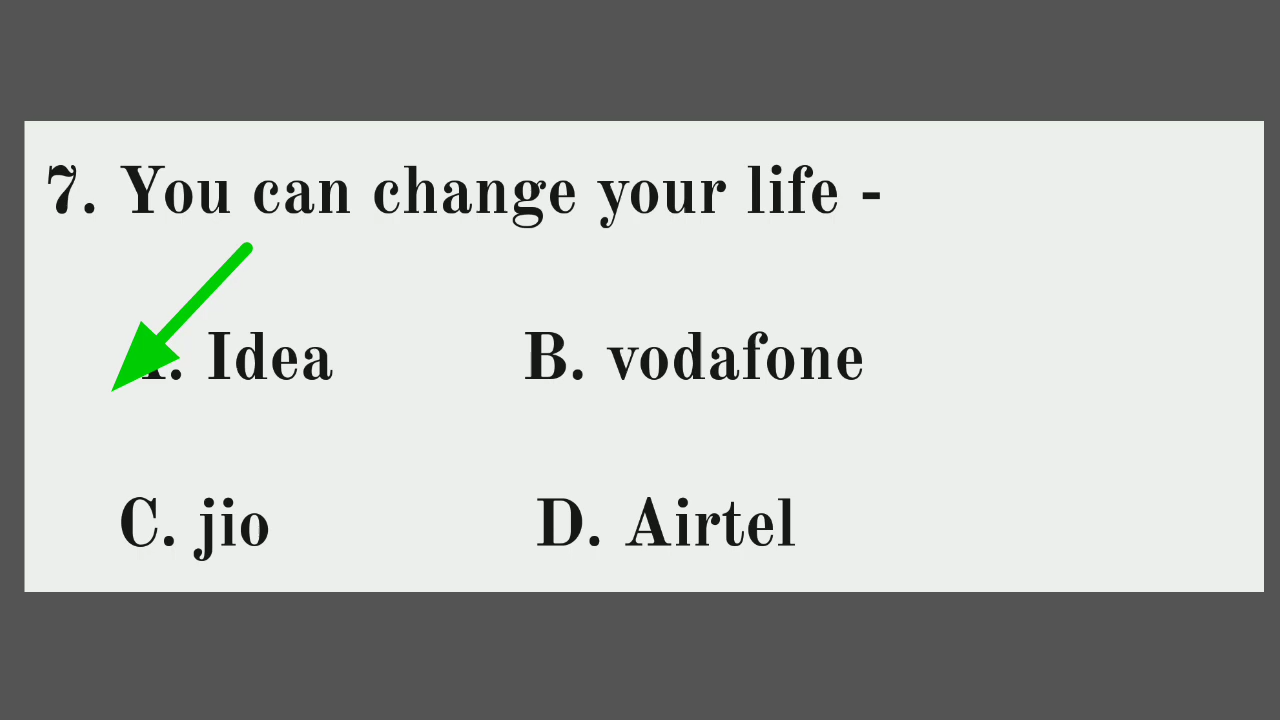 7. You can change your life -
A. Idea B. vodafone
C. jio D. Airtel